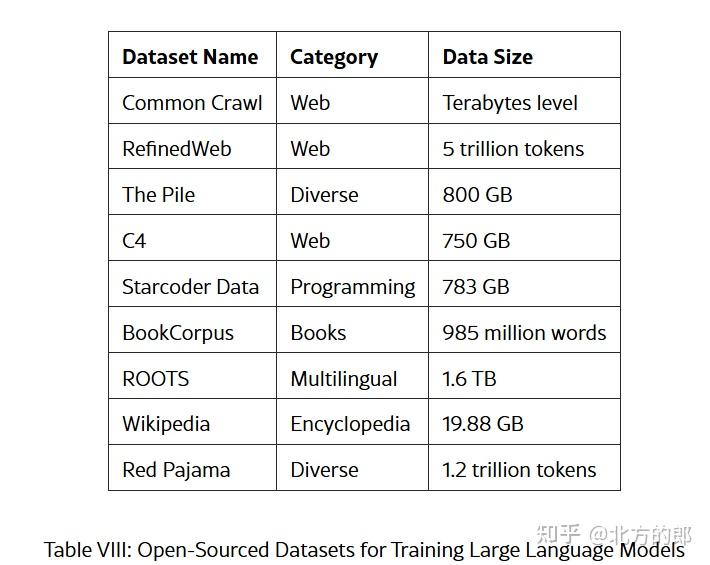 Dataset Name Category Data Size
Common Crawl Web Terabytes level
RefinedWeb Web 5 trillion tokens
The Pile Diverse 800 GB
C4 Web 750 GB
Starcoder Data Programming 783 GB
BookCorpus Books 985 million words
ROOTS Multilingual 1.6 TB
Wikipedia Encyclopedia 19.88 GB
Red Pajama Diverse 1.2 trillion tokens
知乎 @北方的郎
Table VIII: Open-Sourced Datasets for Training Large Language Models